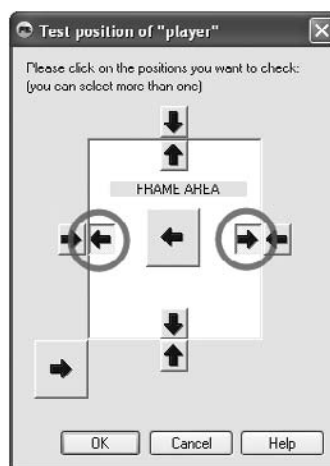 Test position of "player"
Please click on the positions you want to check:
(you can select more than one)
FRAME AREA
OK
Cancel
Help